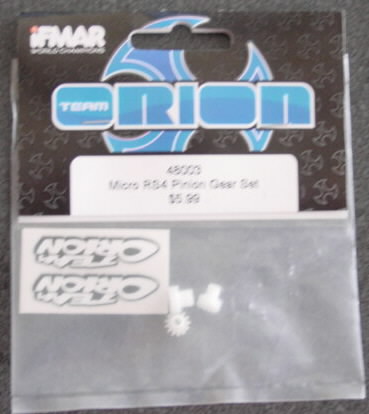 iFMAR
WORLD CHAMPIONS
TEAM
ORION
48003
Micro RS4 Pinion Gear Set
$5.99
TEAM
ORION
TEAM
ORION